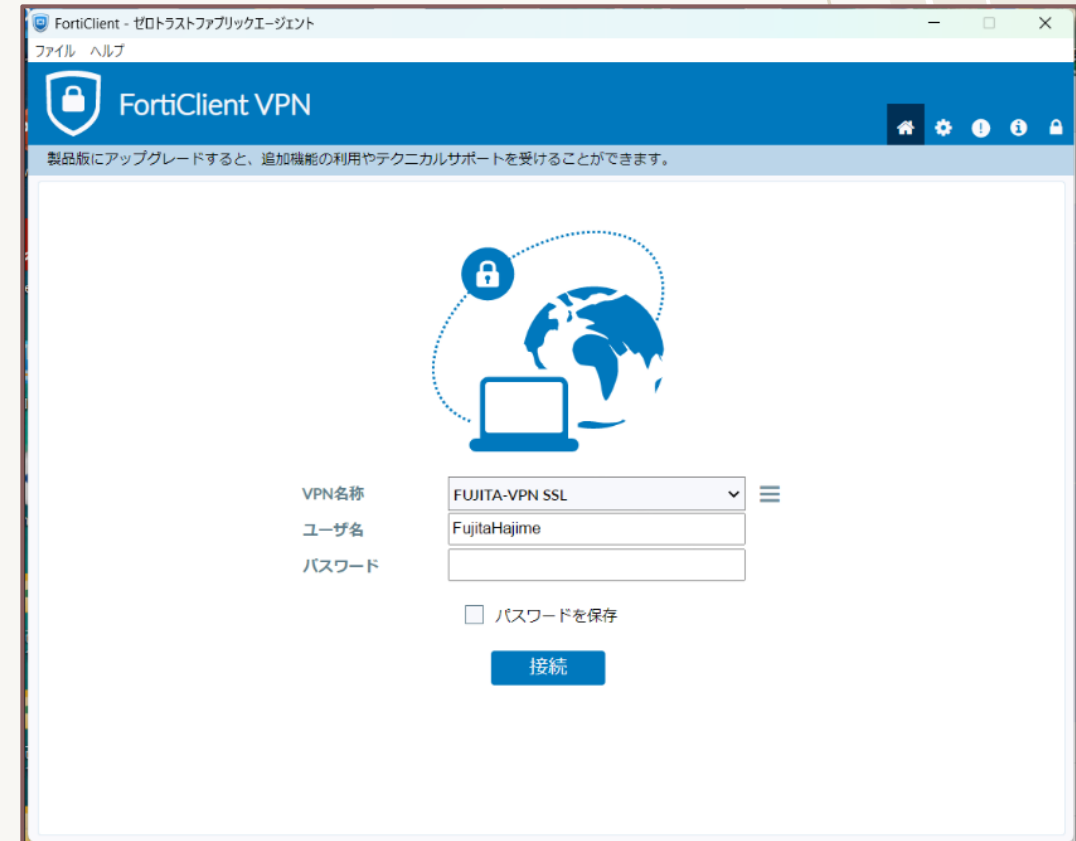 FortiClient - ゼロトラストファブリックエージェント
ファイル ヘルプ
FortiClient VPN
製品版にアップグレードすると、追加機能の利用やテクニカルサポートを受けることができます。
VPN名称 FUJITA-VPN SSL
ユーザ名 FujitaHajime
パスワード
パスワードを保存
接続